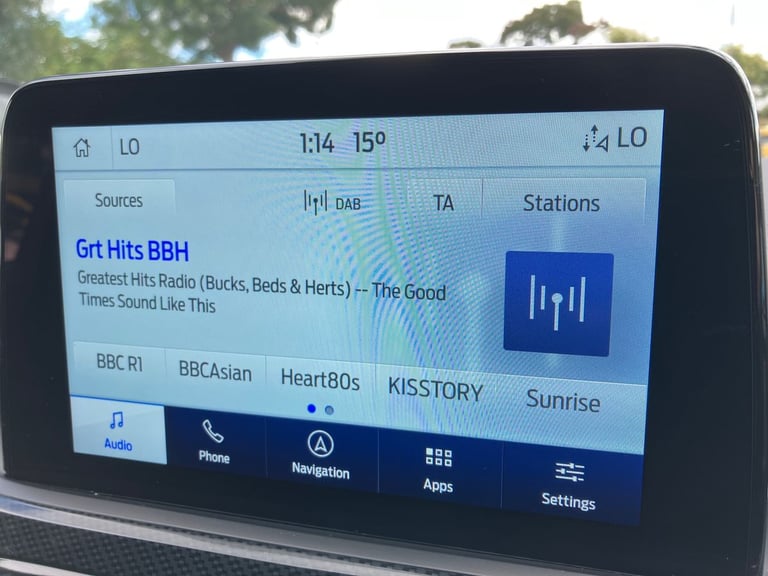 LO 1:14 15º LO
Sources DAB TA Stations
Grt Hits BBH
Greatest Hits Radio (Bucks, Beds & Herts) -- The Good
Times Sound Like This
BBC R1 BBCAsian Heart80s KISSTORY Sunrise
Audio Phone Navigation Apps Settings